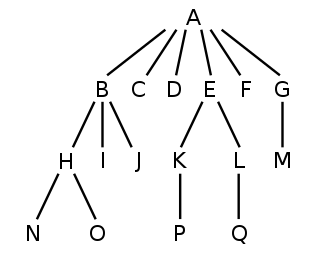 A
B C D E F G
H I J K L M
N O P Q